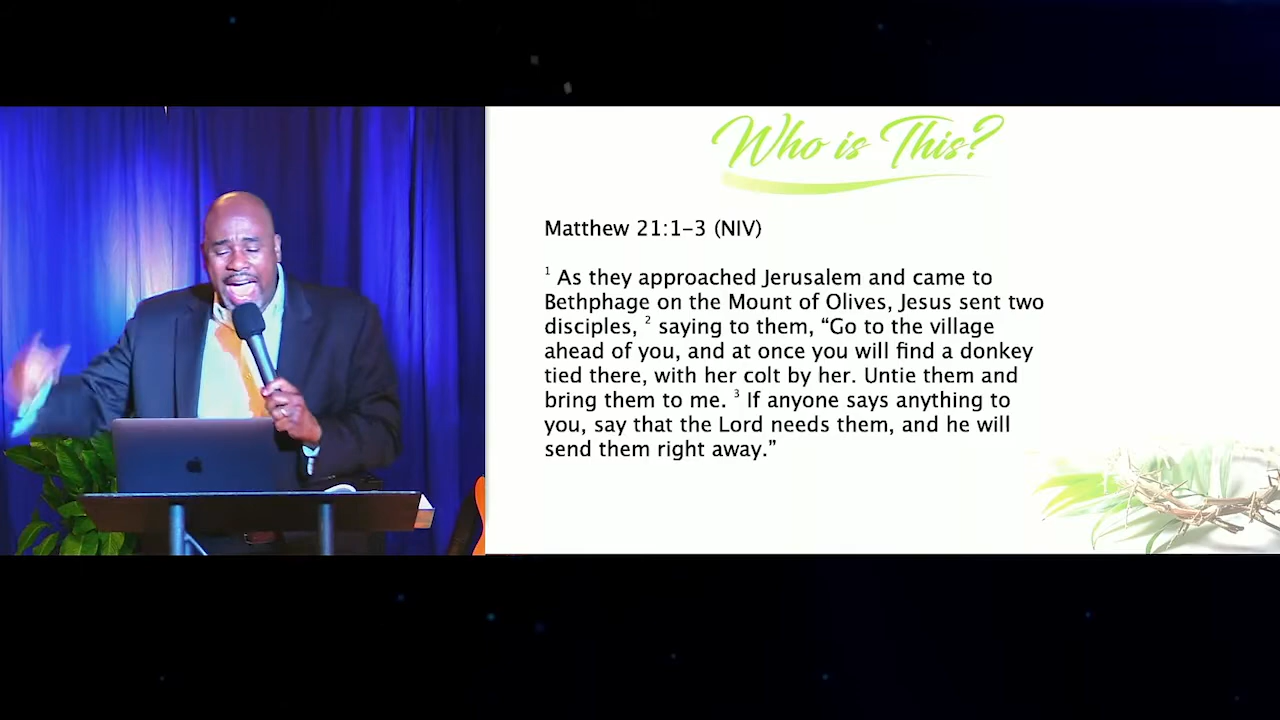 Who is This?
Matthew 21:1-3 (NIV)
1 As they approached Jerusalem and came to
Bethphage on the Mount of Olives, Jesus sent two
disciples, 2 saying to them, “Go to the village
ahead of you, and at once you will find a donkey
tied there, with her colt by her. Untie them and
bring them to me. 3 If anyone says anything to
you, say that the Lord needs them, and he will
send them right away.”